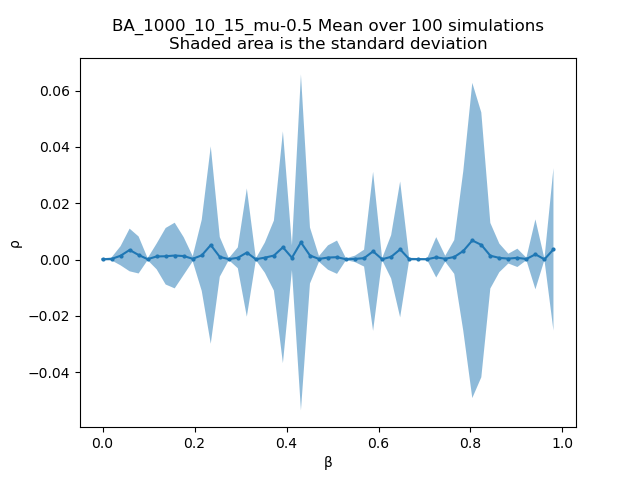 BA_1000_10_15_mu-0.5 Mean over 100 simulations
Shaded area is the standard deviation
0.06
0.04
0.02
0.00
−0.02
−0.04
ρ
0.0 0.2 0.4 0.6 0.8 1.0
β